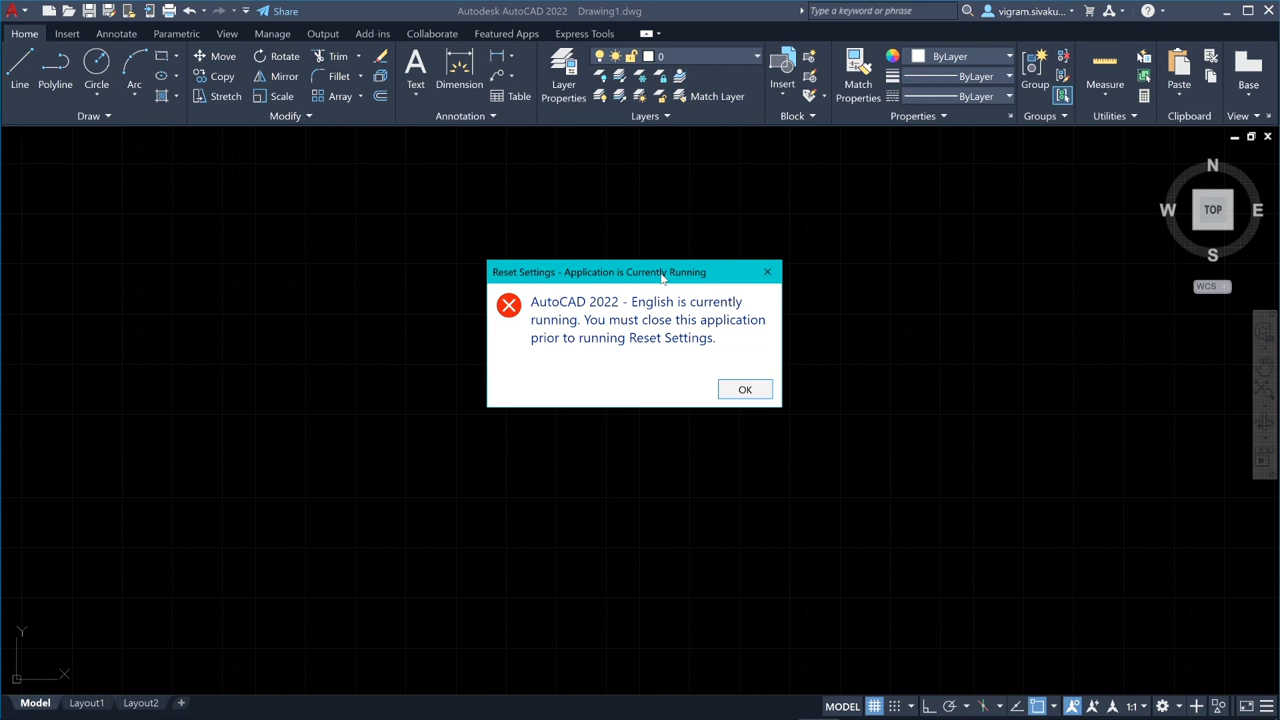 Share
Autodesk AutoCAD 2022 Drawing1.dwg
Type a keyword or phrase
vigram.sivaku...
Home Insert Annotate Parametric View Manage Output Add-ins Collaborate Featured Apps Express Tools
Line Polyline Circle Arc
Move Rotate Trim
Copy Mirror Fillet
Stretch Scale Array
Text Dimension
Table
Layer
Properties
0
Match Layer
Insert
Match
Properties
ByLayer
ByLayer
ByLayer
Group
Measure
Paste
Base
Draw Modify Annotation Layers Block Properties Groups Utilities Clipboard View
N
W TOP E
S
WCS
Reset Settings - Application is Currently Running
AutoCAD 2022 - English is currently
running. You must close this application
prior to running Reset Settings.
OK
Y
X
Model Layout1 Layout2 +
MODEL 1:1